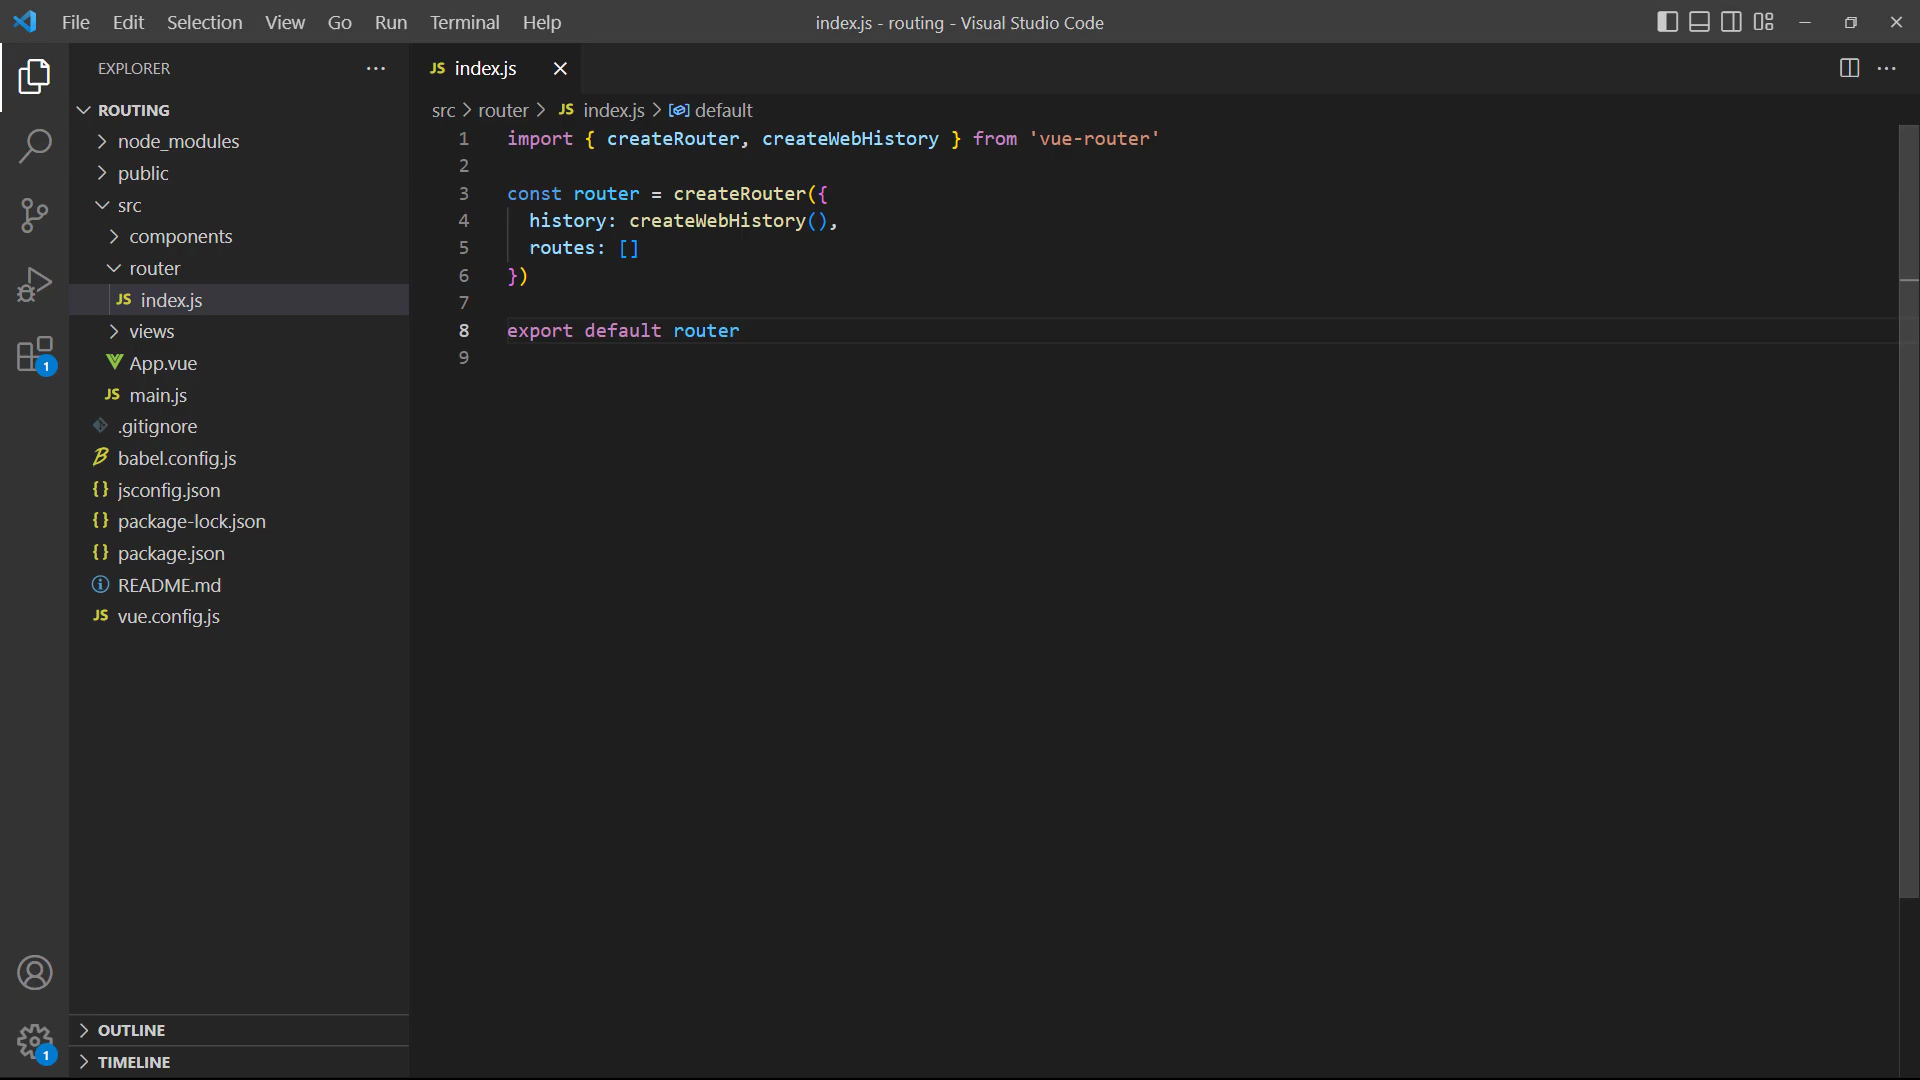 File Edit Selection View Go Run Terminal Help
index.js - routing - Visual Studio Code
EXPLORER
ROUTING
node_modules
public
src
components
router
JS index.js
views
App.vue
JS main.js
.gitignore
babel.config.js
{} jsconfig.json
{} package-lock.json
{} package.json
README.md
JS vue.config.js
OUTLINE
TIMELINE
1
1
JS index.js
src > router > JS index.js > default
1 import { createRouter, createWebHistory } from 'vue-router'
2
3 const router = createRouter({
4 history: createWebHistory(),
5 routes: []
6 })
7
8 export default router
9